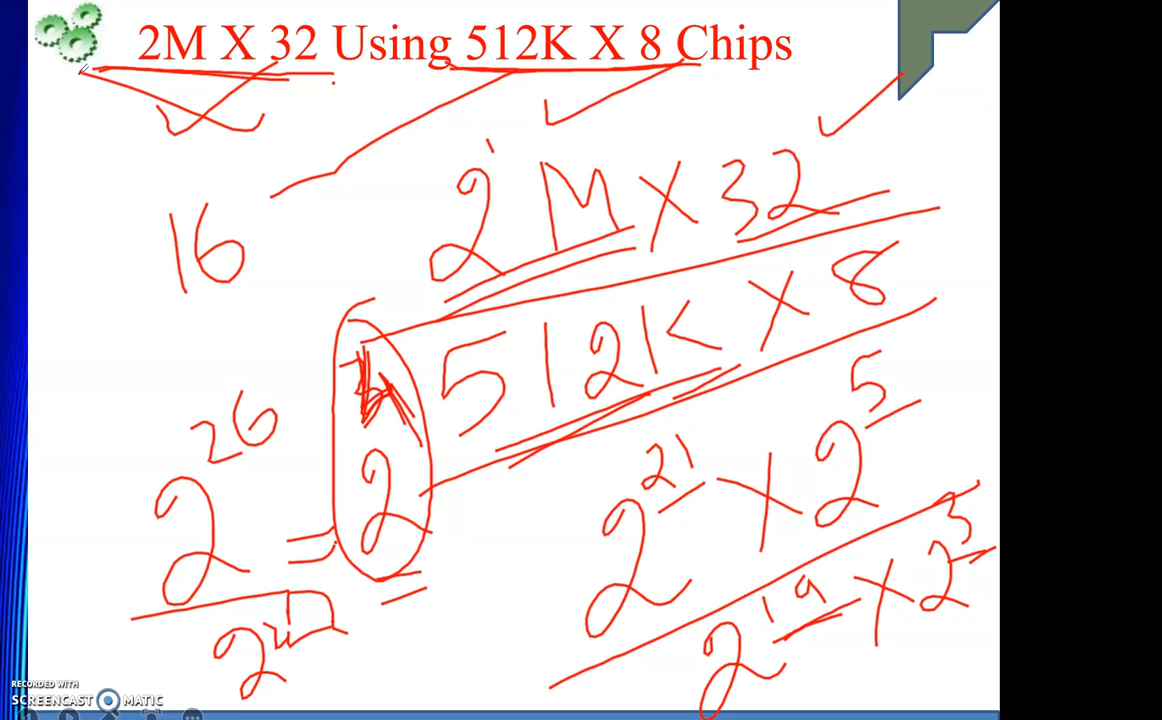 2M X 32 Using 512K X 8 Chips
2 M X 32
16
512K X 8
2^21 X 2^5
2^19 X 2^3
2^26
=
2
RECORDED WITH
SCREENCAST MATIC